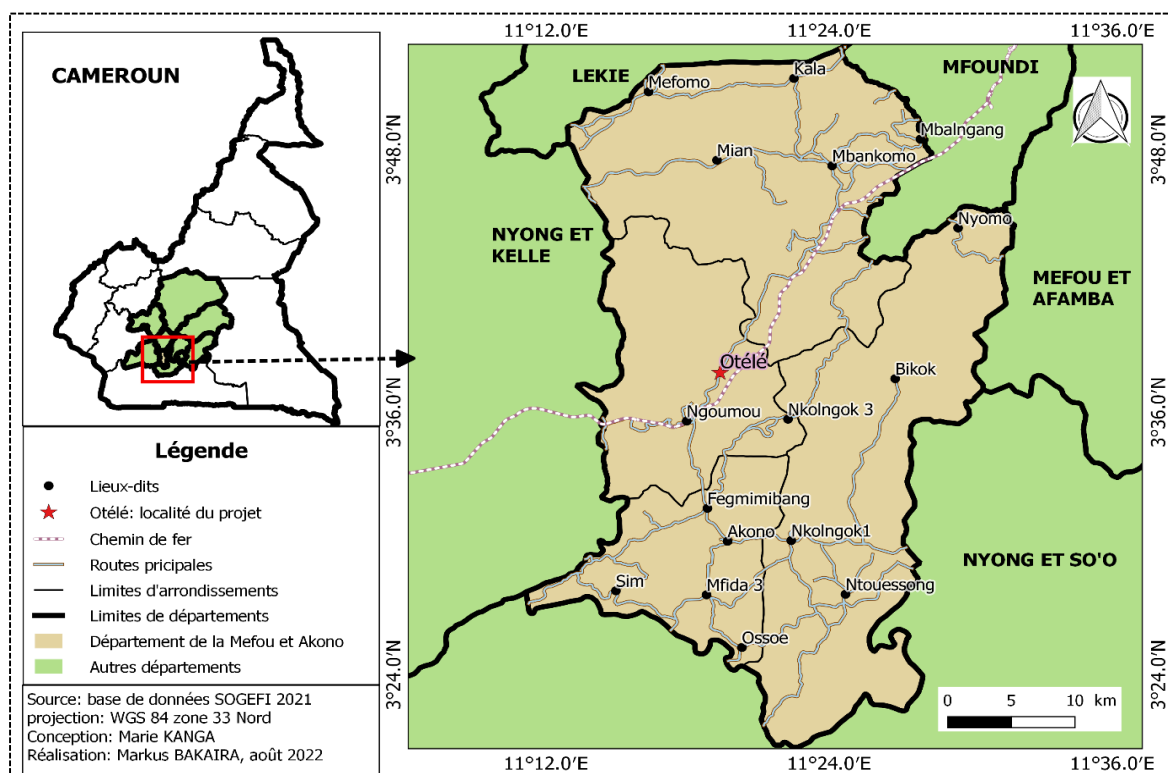 CAMEROUN
Légende
Lieux-dits
Otélé: localité du projet
Chemin de fer
Routes pricipales
Limites d'arrondissements
Limites de départements
Département de la Mefou et Akono
Autres départements
Source: base de données SOGEFI 2021
projection: WGS 84 zone 33 Nord
Conception: Marie KANGA
Réalisation: Markus BAKAIRA, août 2022
11°12.0′E
11°24.0′E
11°36.0′E
3°48.0′N
3°36.0′N
3°24.0′N
LEKIE
MFOUNDI
Kala
Mefomo
Mbalngang
Mian
Mbankomo
Nyomo
NYONG ET
KELLE
MEFOU ET
AFAMBA
Otélé
Bikok
Ngoumou
Nkolngok 3
Fegmimibang
Akono
Nkolngok1
NYONG ET SO'O
Sim
Mfida 3
Ntouessong
Ossoe
0 5 10 km
3°48.0′N
3°36.0′N
3°24.0′N
11°12.0′E
11°24.0′E
11°36.0′E